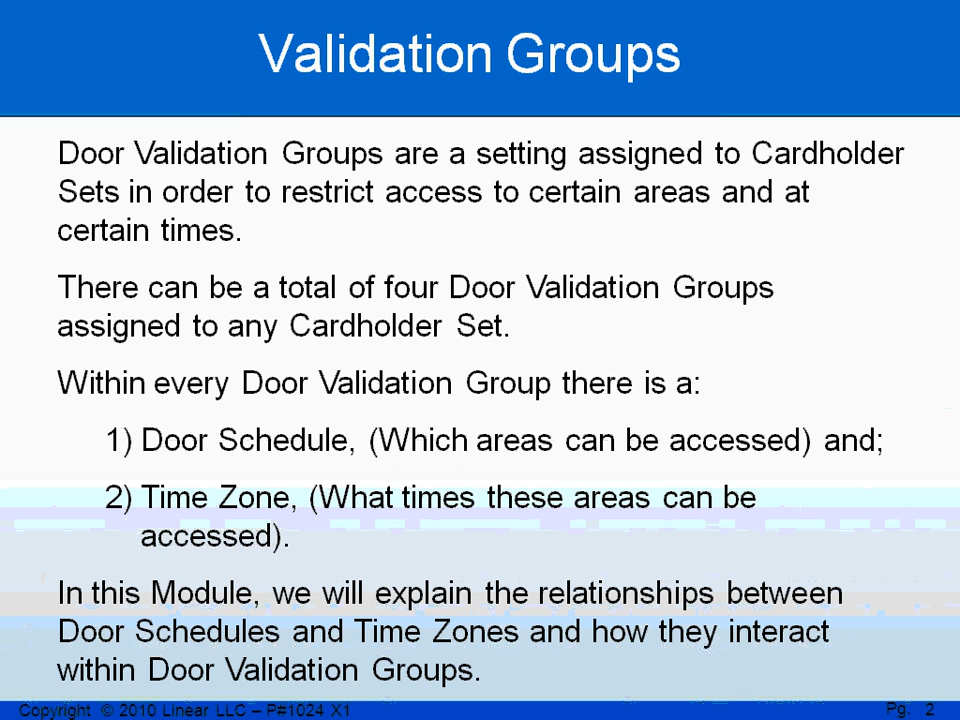 Validation Groups
Door Validation Groups are a setting assigned to Cardholder
Sets in order to restrict access to certain areas and at
certain times.
There can be a total of four Door Validation Groups
assigned to any Cardholder Set.
Within every Door Validation Group there is a:
1) Door Schedule, (Which areas can be accessed) and;
2) Time Zone, (What times these areas can be
accessed).
In this Module, we will explain the relationships between
Door Schedules and Time Zones and how they interact
within Door Validation Groups.
Copyright © 2010 Linear LLC – P#1024 X1 Pg. 2